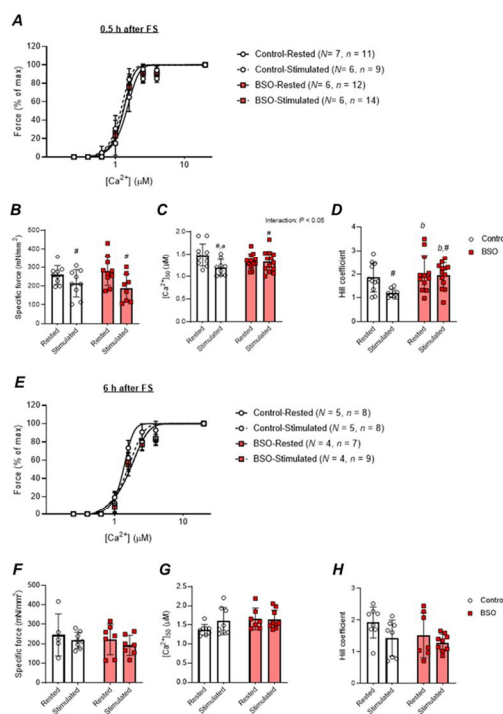 A
0.5 h after FS
Force (% of max)
100
80
60
40
20
0
1
10
[Ca2+] (μM)
Control-Rested (N= 7, n = 11)
Control-Stimulated (N= 6, n = 9)
BSO-Rested (N= 6, n = 12)
BSO-Stimulated (N= 6, n = 14)
B
Specific force (mN/mm2)
500
400
300
200
100
0
#
#
Rested
Stimulated
Rested
Stimulated
C
Interaction: P < 0.05
[Ca2+]50 (μM)
2.0
1.5
1.0
0.5
0.0
#,a
#
Rested
Stimulated
Rested
Stimulated
D
Hill coefficient
4
3
2
1
0
#
b
b,#
Rested
Stimulated
Rested
Stimulated
Control
BSO
E
6 h after FS
Force (% of max)
100
80
60
40
20
0
1
10
[Ca2+] (μM)
Control-Rested (N = 5, n = 8)
Control-Stimulated (N = 5, n = 8)
BSO-Rested (N = 4, n = 7)
BSO-Stimulated (N = 4, n = 9)
F
Specific force (mN/mm2)
500
400
300
200
100
0
Rested
Stimulated
Rested
Stimulated
G
[Ca2+]50 (μM)
2.5
2.0
1.5
1.0
0.5
0.0
Rested
Stimulated
Rested
Stimulated
H
Hill coefficient
3
2
1
0
Rested
Stimulated
Rested
Stimulated
Control
BSO